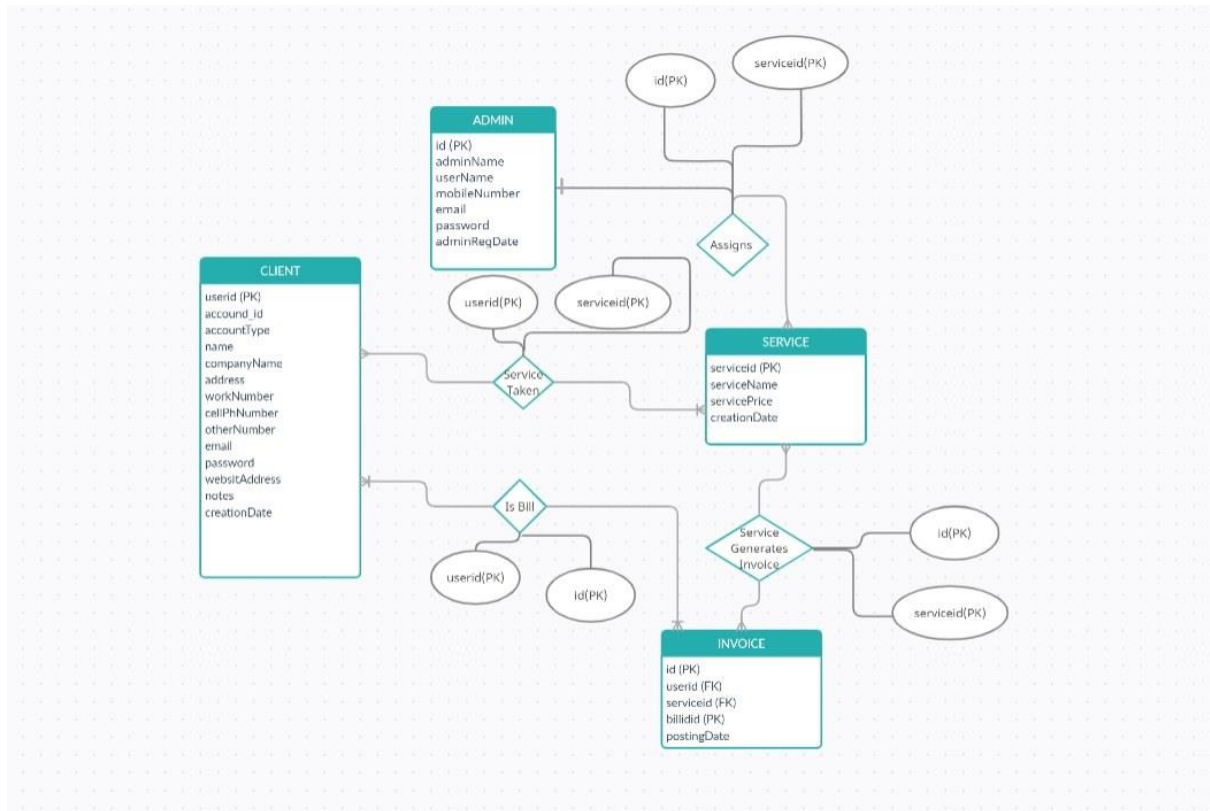 id(PK)
serviceid(PK)
ADMIN
id (PK)
adminName
userName
mobileNumber
email
password
adminRegDate
Assigns
CLIENT
userid (PK)
accound_id
accountType
name
companyName
address
workNumber
cellPhNumber
otherNumber
email
password
websitAddress
notes
creationDate
userid(PK)
serviceid(PK)
Service
Taken
SERVICE
serviceid (PK)
serviceName
servicePrice
creationDate
Is Bill
userid(PK)
id(PK)
Service
Generates
Invoice
id(PK)
serviceid(PK)
INVOICE
id (PK)
userid (FK)
serviceid (FK)
billidid (PK)
postingDate